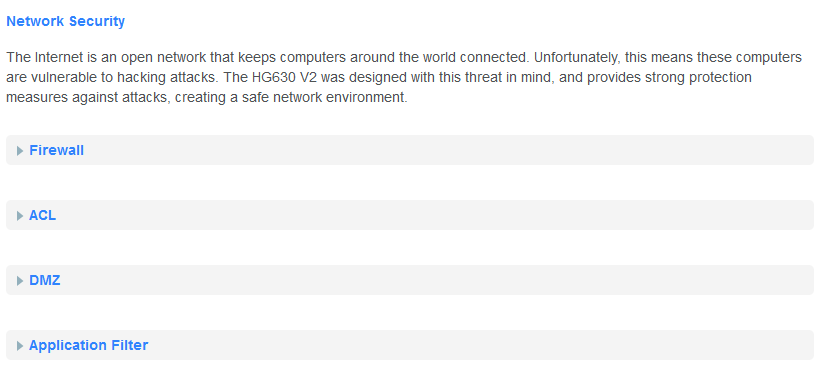 Network Security
The Internet is an open network that keeps computers around the world connected. Unfortunately, this means these computers
are vulnerable to hacking attacks. The HG630 V2 was designed with this threat in mind, and provides strong protection
measures against attacks, creating a safe network environment.
Firewall
ACL
DMZ
Application Filter